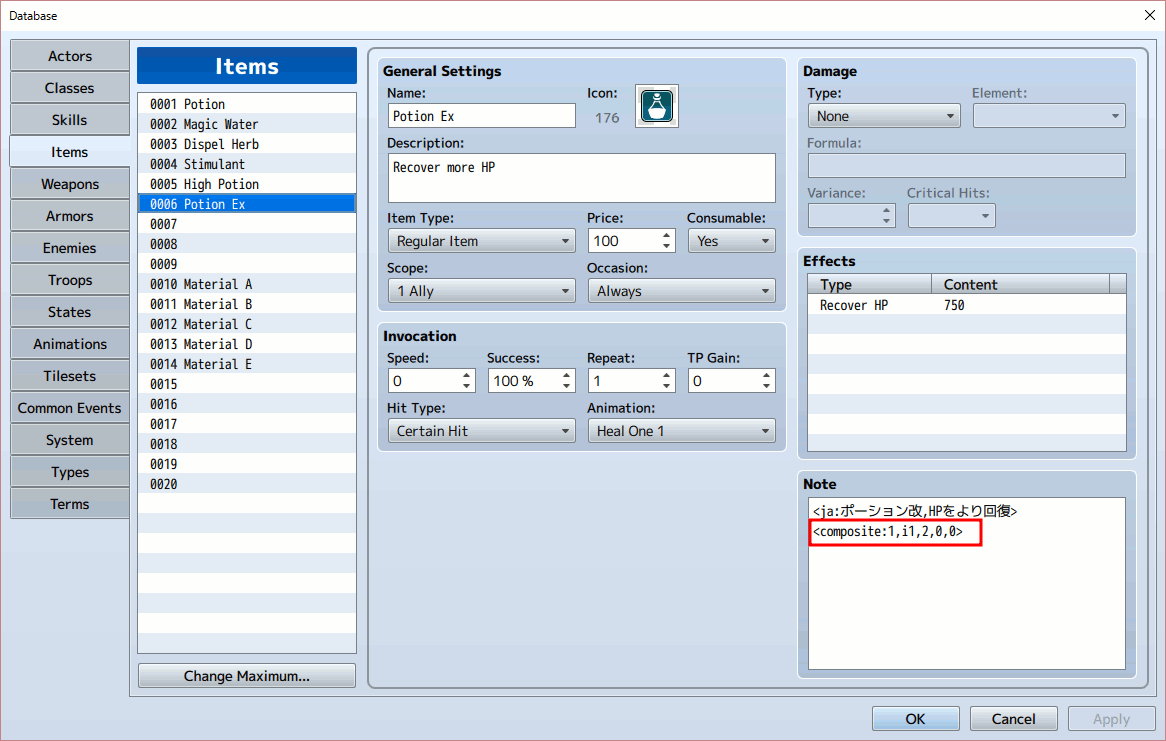 Database
Actors
Classes
Skills
Items
Weapons
Armors
Enemies
Troops
States
Animations
Tilesets
Common Events
System
Types
Terms
Items
0001 Potion
0002 Magic Water
0003 Dispel Herb
0004 Stimulant
0005 High Potion
0006 Potion Ex
0007
0008
0009
0010 Material A
0011 Material B
0012 Material C
0013 Material D
0014 Material E
0015
0016
0017
0018
0019
0020
Change Maximum...
General Settings
Name: Icon:
Potion Ex 176
Description:
Recover more HP
Item Type: Price: Consumable:
Regular Item 100 Yes
Scope: Occasion:
1 Ally Always
Invocation
Speed: Success: Repeat: TP Gain:
0 100 % 1 0
Hit Type: Animation:
Certain Hit Heal One 1
Damage
Type: Element:
None
Formula:
Variance: Critical Hits:
Effects
Type Content
Recover HP 750
Note
<ja:ポーション改,HPをより回復>
<composite:1,i1,2,0,0>
OK Cancel Apply